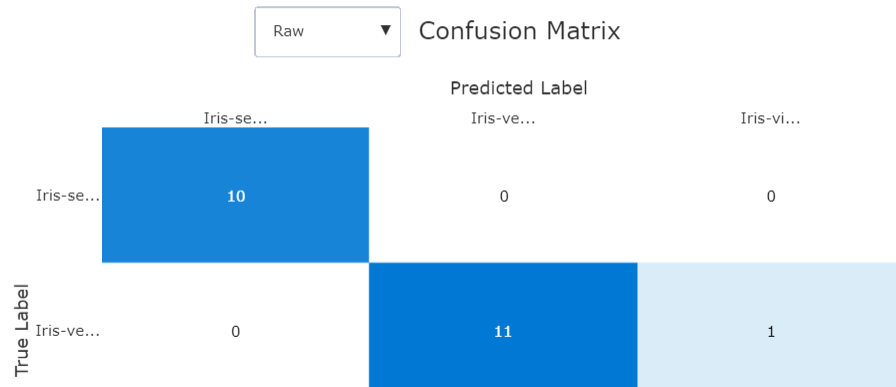 Raw ▼ Confusion Matrix
Predicted Label
Iris-se... Iris-ve... Iris-vi...
Iris-se... 10 0 0
True Label
Iris-ve... 0 11 1